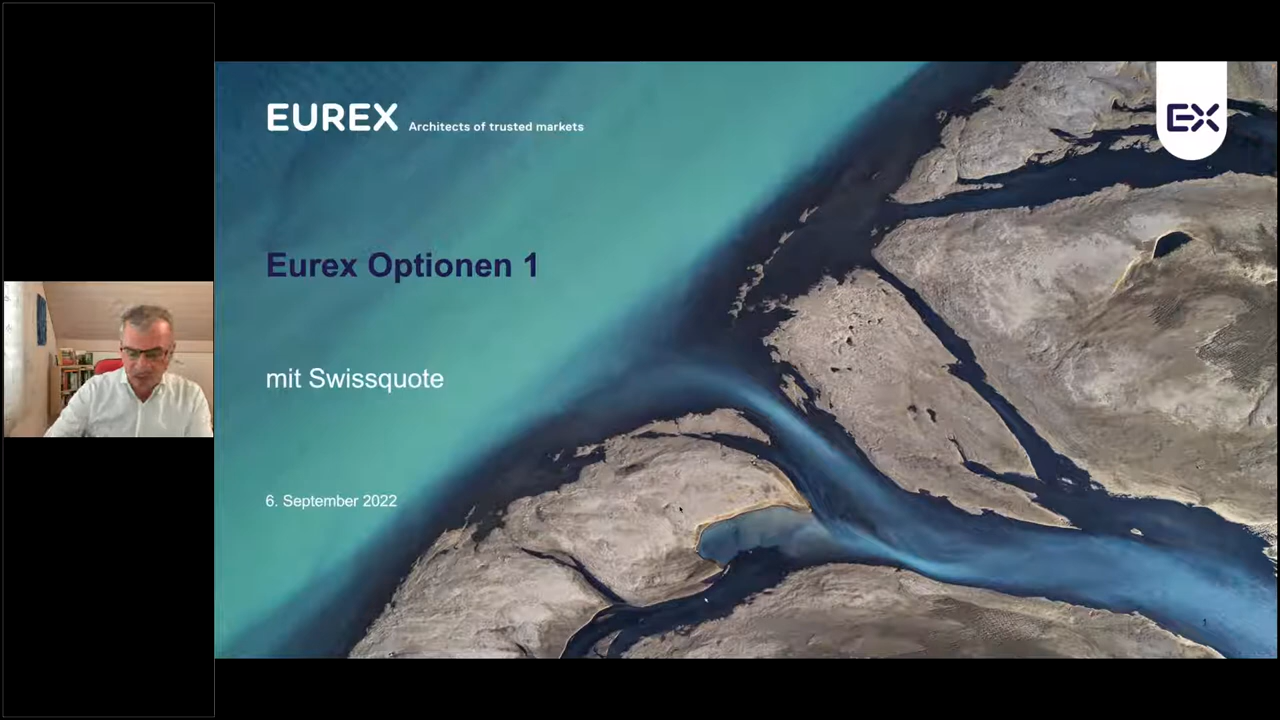 EUREX Architects of trusted markets
EX
Eurex Optionen 1
mit Swissquote
6. September 2022